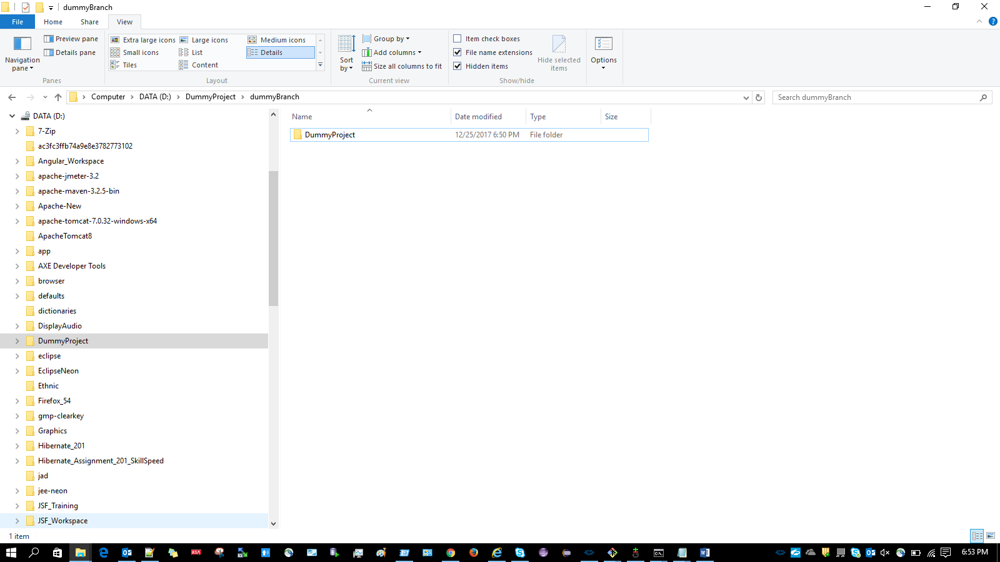 dummyBranch
File Home Share View
Navigation pane
Preview pane
Details pane
Panes
Extra large icons Large icons Medium icons
Small icons List Details
Tiles Content
Layout
Sort by
Group by
Add columns
Size all columns to fit
Current view
Item check boxes
File name extensions
Hidden items
Hide selected items
Show/hide
Options
Computer DATA (D:) DummyProject dummyBranch
Search dummyBranch
DATA (D:)
7-Zip
ac3fc3ffb74a9e8e3782773102
Angular_Workspace
apache-jmeter-3.2
apache-maven-3.2.5-bin
Apache-New
apache-tomcat-7.0.32-windows-x64
ApacheTomcat8
app
AXE Developer Tools
browser
defaults
dictionaries
DisplayAudio
DummyProject
eclipse
EclipseNeon
Ethnic
Firefox_54
gmp-clearkey
Graphics
Hibernate_201
Hibernate_Assignment_201_SkillSpeed
jad
jee-neon
JSF_Training
JSF_Workspace
Name Date modified Type Size
DummyProject 12/25/2017 6:50 PM File folder
1 item
RSA
6:53 PM